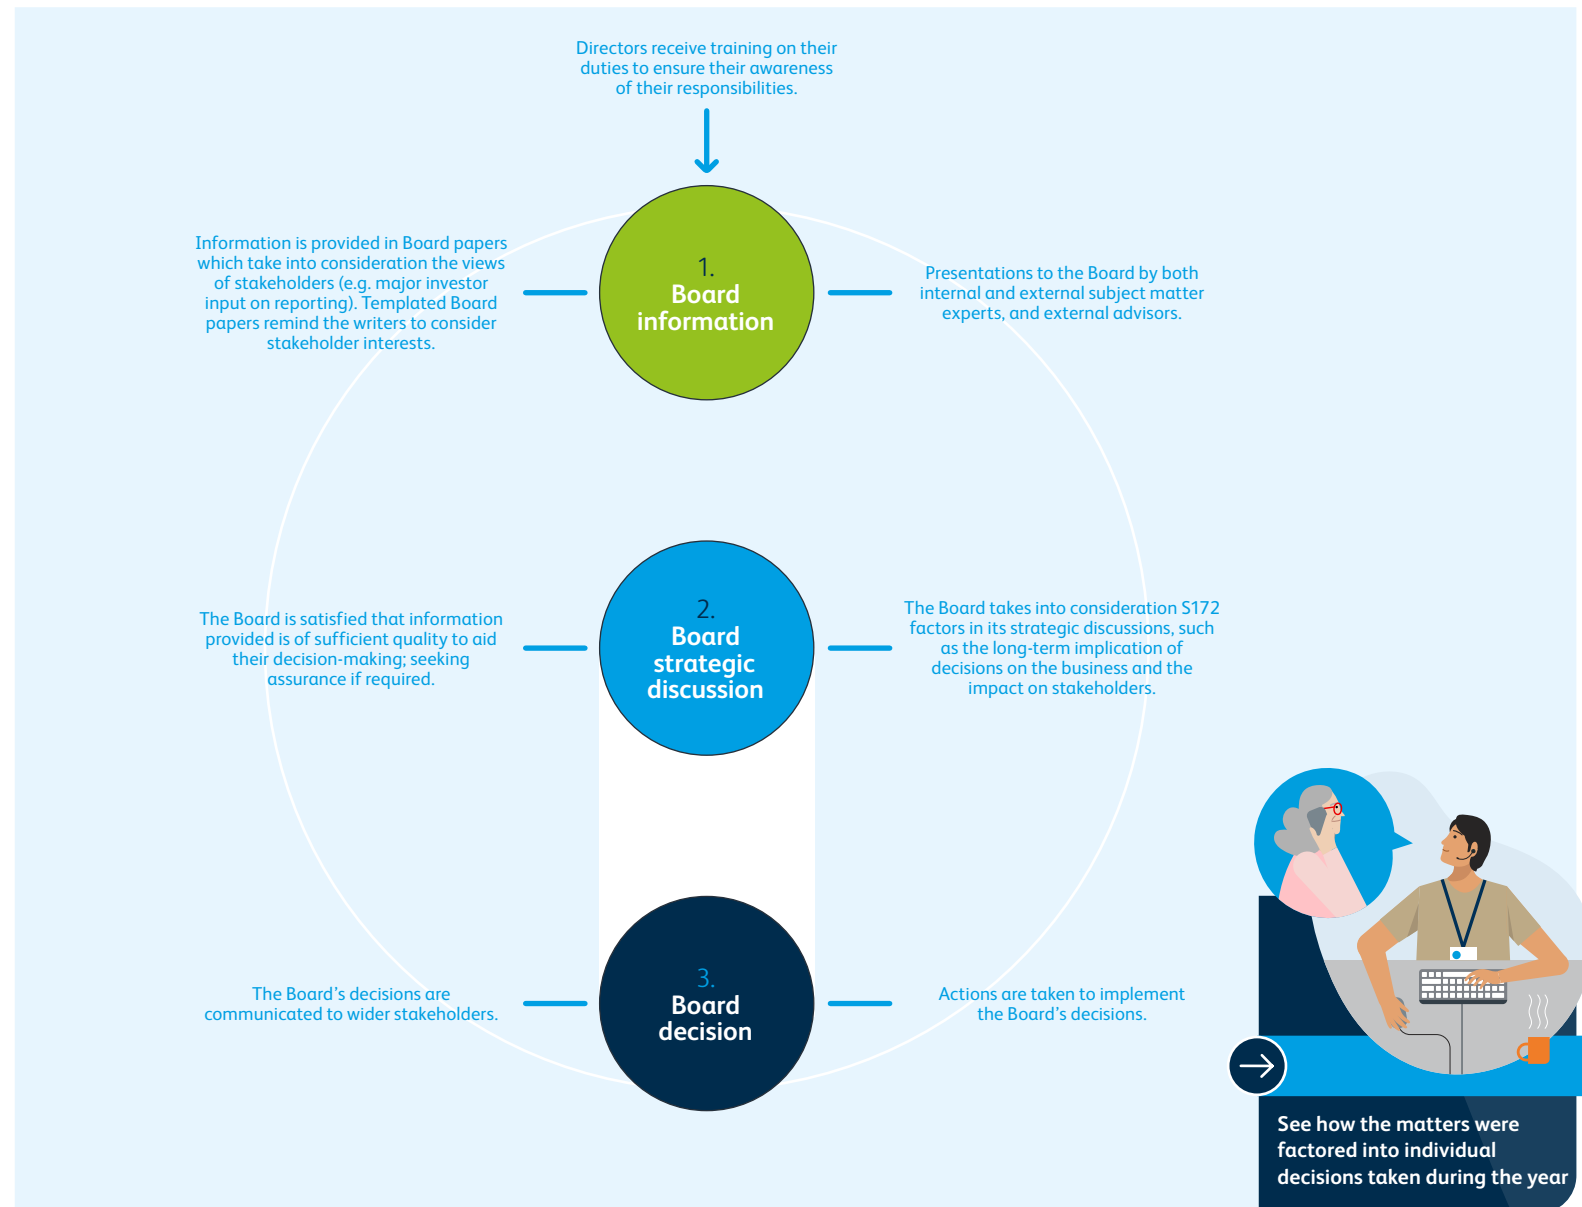 Directors receive training on their
duties to ensure their awareness
of their responsibilities.
Information is provided in Board papers
which take into consideration the views
of stakeholders (e.g. major investor
input on reporting). Templated Board
papers remind the writers to consider
stakeholder interests.
1.
Board
information
Presentations to the Board by both
internal and external subject matter
experts, and external advisors.
The Board is satisfied that information
provided is of sufficient quality to aid
their decision-making; seeking
assurance if required.
2.
Board
strategic
discussion
The Board takes into consideration S172
factors in its strategic discussions, such
as the long-term implication of
decisions on the business and the
impact on stakeholders.
The Board’s decisions are
communicated to wider stakeholders.
3.
Board
decision
Actions are taken to implement
the Board’s decisions.
See how the matters were
factored into individual
decisions taken during the year